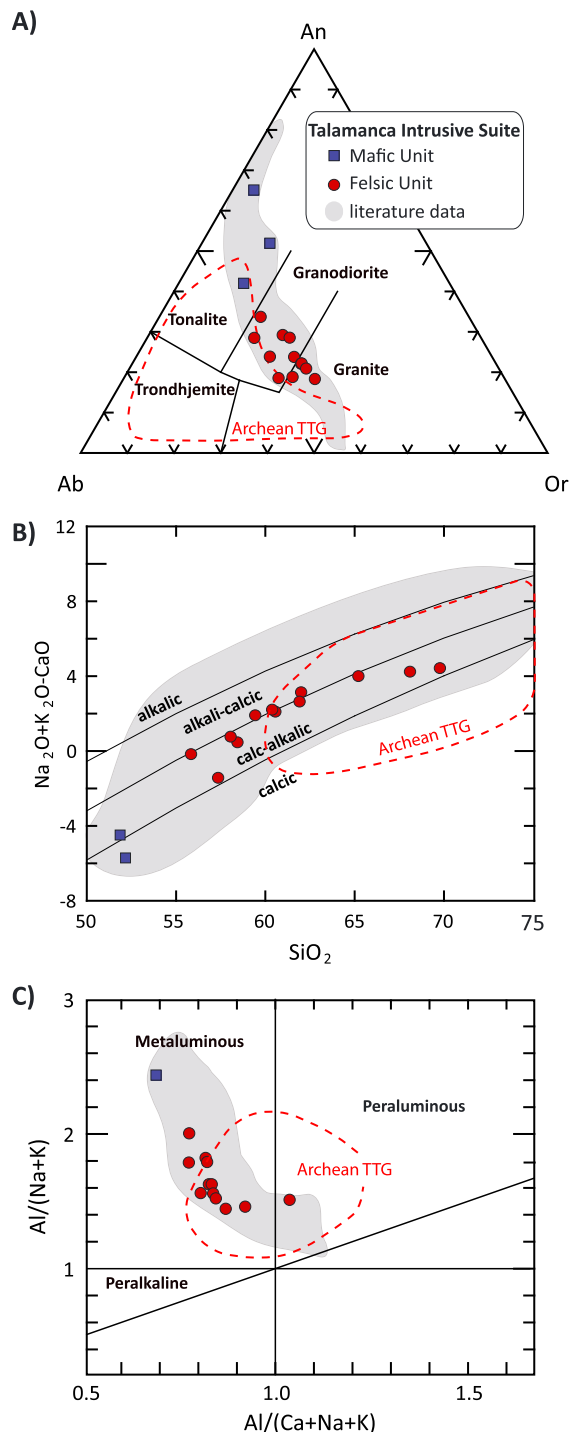 A)
An
Talamanca Intrusive Suite
Mafic Unit
Felsic Unit
literature data
Granodiorite
Tonalite
Granite
Trondhjemite
Archean TTG
Ab
Or
B)
12
8
4
0
-4
-8
Na₂O+K₂O-CaO
alkalic
alkali-calcic
calc-alkalic
calcic
Archean TTG
50
55
60
65
70
75
SiO₂
C)
3
2
1
Al/(Na+K)
Metaluminous
Peraluminous
Archean TTG
Peralkaline
0.5
1.0
1.5
Al/(Ca+Na+K)